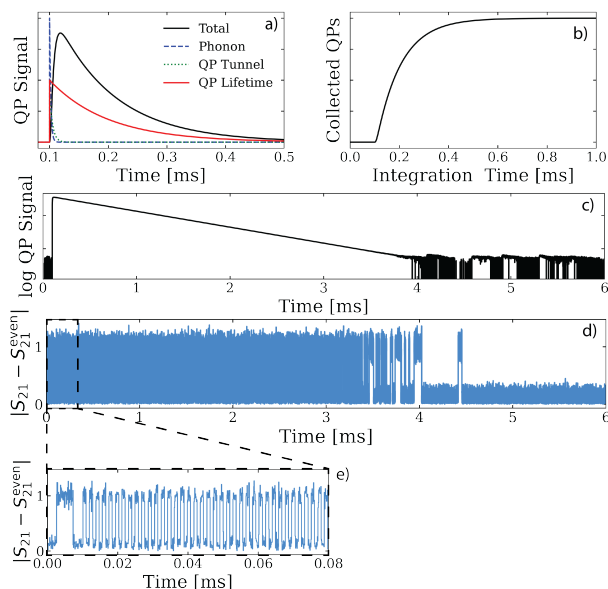 QP Signal
a)
Total
Phonon
QP Tunnel
QP Lifetime
0.1 0.2 0.3 0.4 0.5
Time [ms]
Collected QPs
b)
0.0 0.2 0.4 0.6 0.8 1.0
Integration Time [ms]
log QP Signal
c)
0 1 2 3 4 5 6
Time [ms]
|S21 − S21^even|
d)
1
0
0 1 2 3 4 5 6
Time [ms]
|S21 − S21^even|
e)
1
0
0.00 0.02 0.04 0.06 0.08
Time [ms]